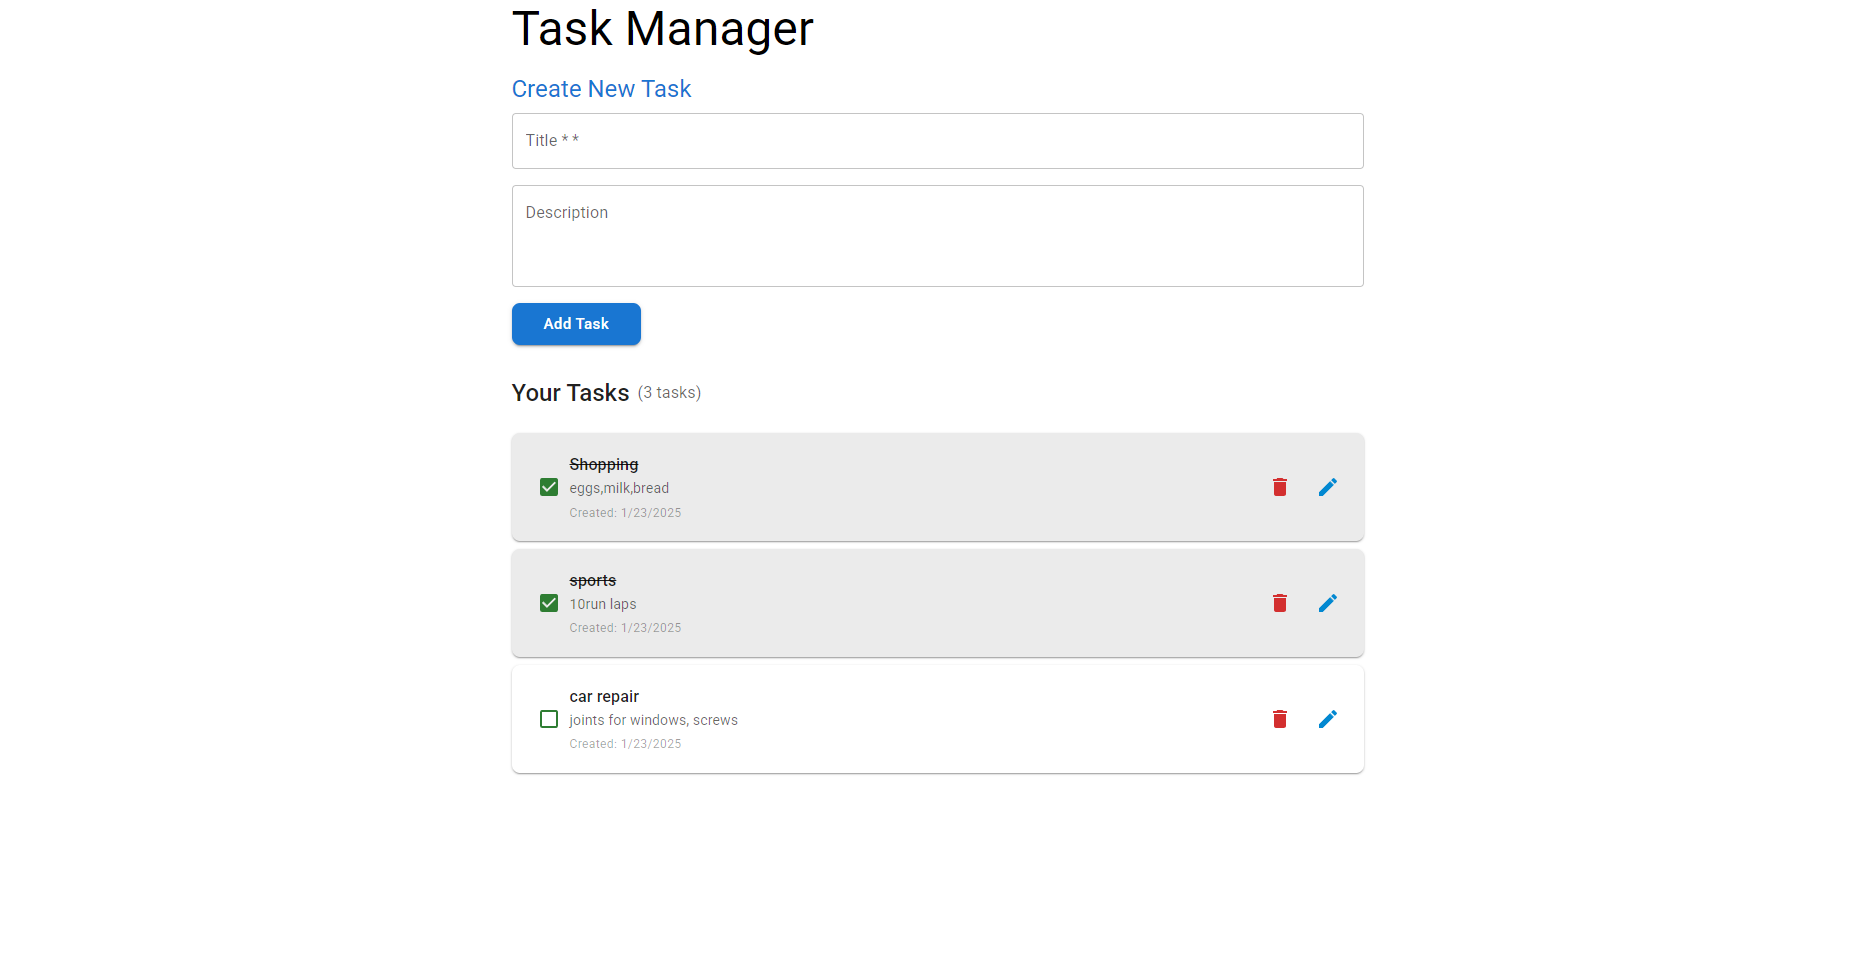 Task Manager
Create New Task
Title * *
Description
Add Task
Your Tasks (3 tasks)
Shopping
eggs,milk,bread
Created: 1/23/2025
sports
10run laps
Created: 1/23/2025
car repair
joints for windows, screws
Created: 1/23/2025